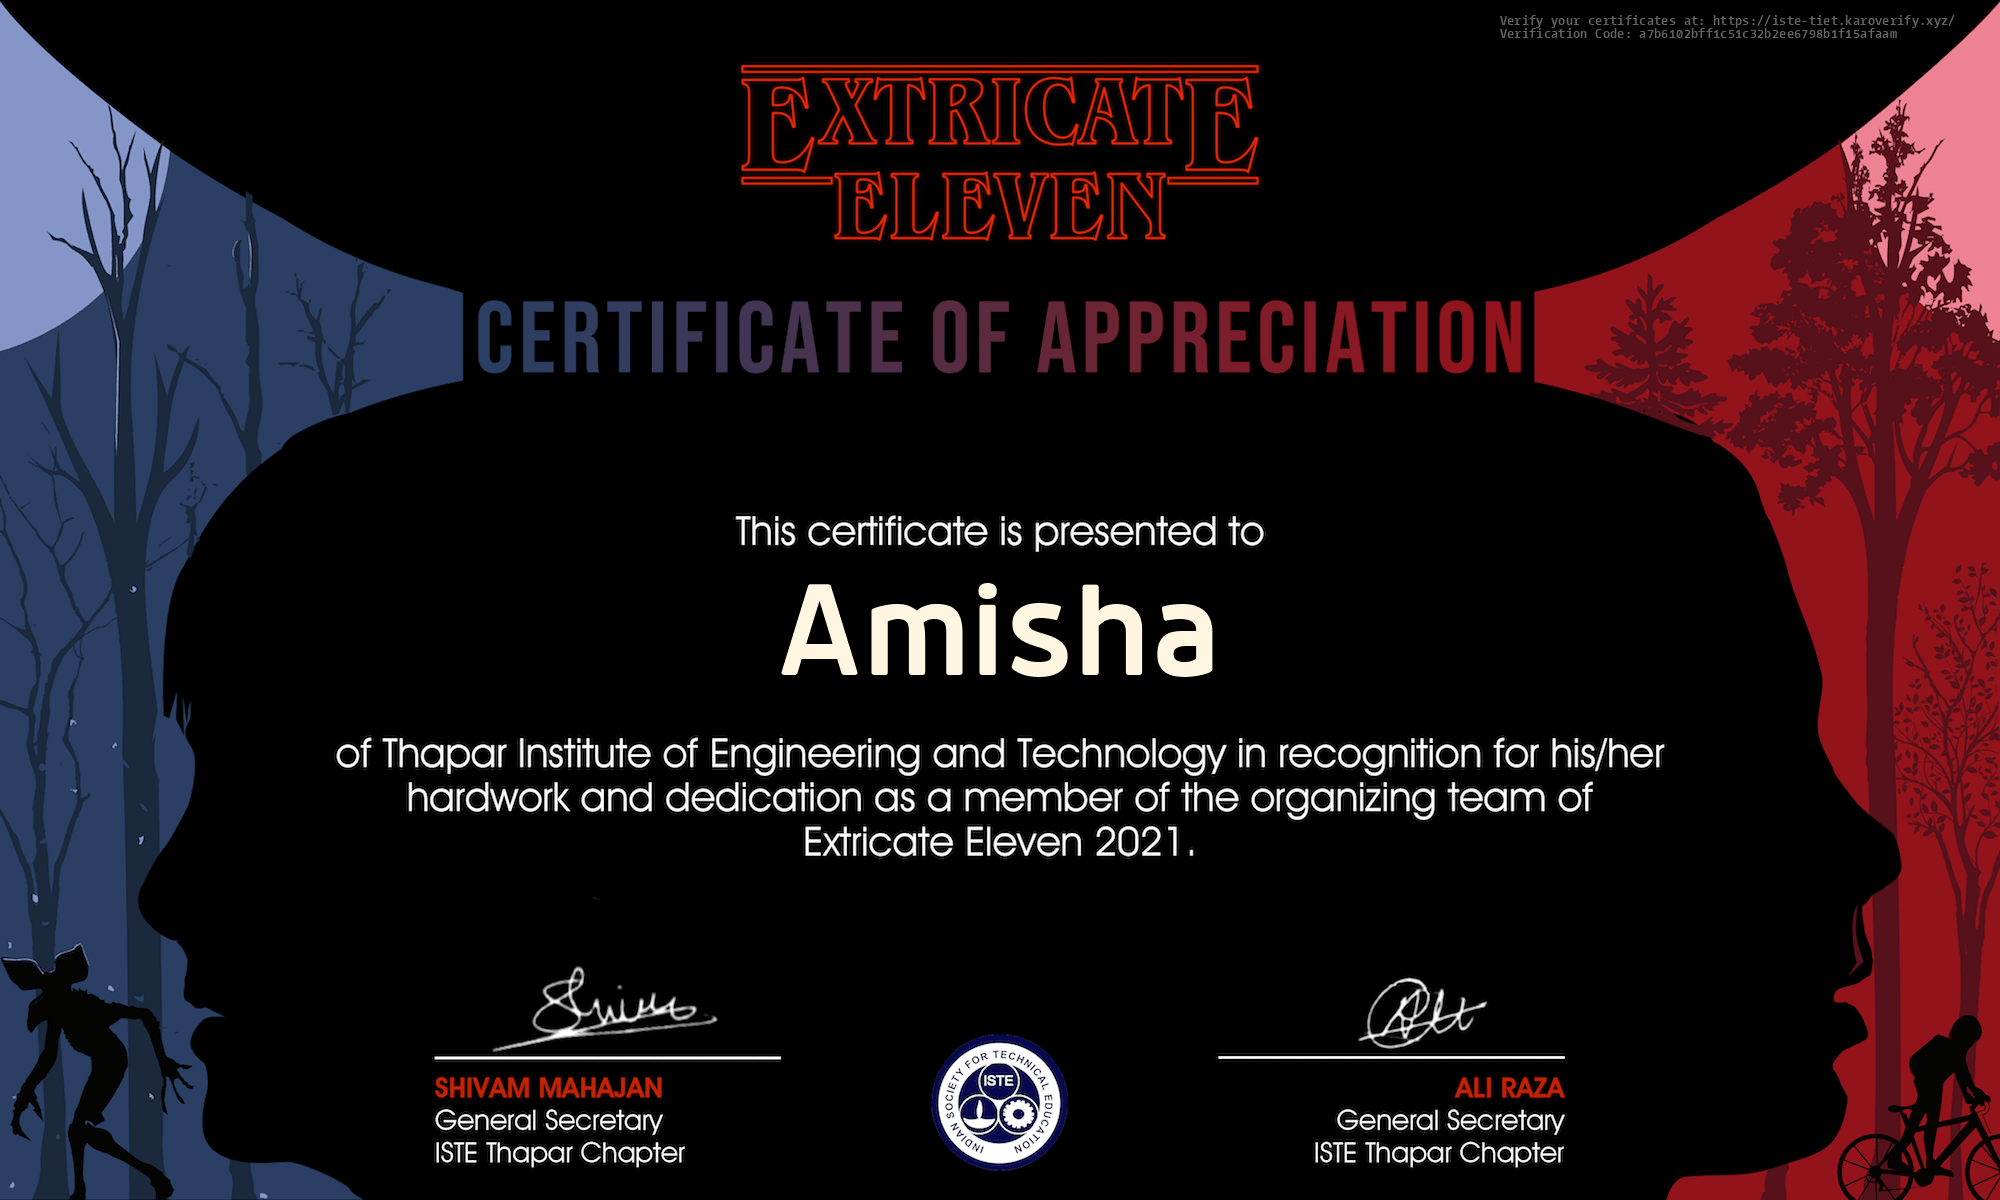 Verify your certificates at: https://iste-tiet.karoverify.xyz/
Verification Code: a7b6102bff1c51c32b2ee6798b1f15afaam
EXTRICATE
ELEVEN
CERTIFICATE OF APPRECIATION
This certificate is presented to
Amisha
of Thapar Institute of Engineering and Technology in recognition for his/her
hardwork and dedication as a member of the organizing team of
Extricate Eleven 2021.
SHIVAM MAHAJAN
General Secretary
ISTE Thapar Chapter
INDIAN SOCIETY FOR TECHNICAL EDUCATION
ISTE
ALI RAZA
General Secretary
ISTE Thapar Chapter